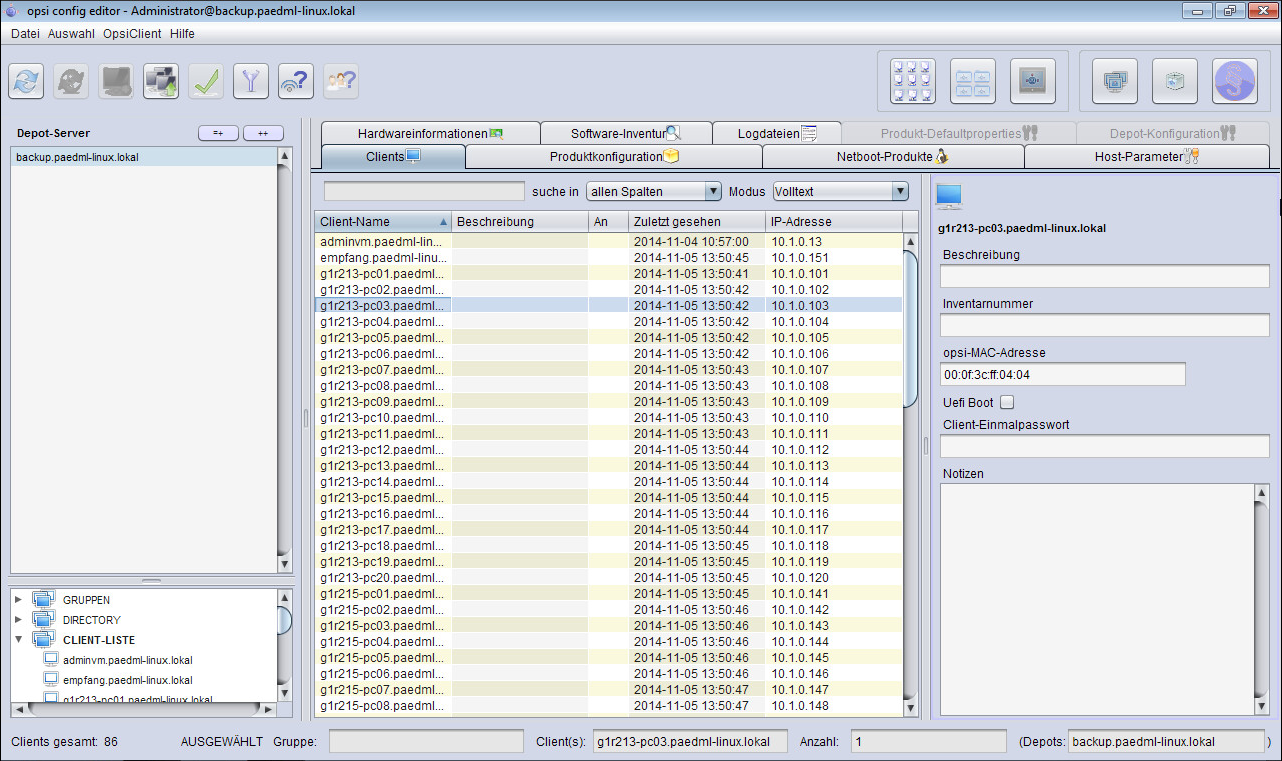 opsi config editor - Administrator@backup.paedml-linux.lokal
Datei Auswahl OpsiClient Hilfe
Depot-Server =+ ++
backup.paedml-linux.lokal
GRUPPEN
DIRECTORY
CLIENT-LISTE
adminvm.paedml-linux.lokal
empfang.paedml-linux.lokal
g1r213-pc01.paedml-linux.lokal
Hardwareinformationen Software-Inventur Logdateien Produkt-Defaultproperties Depot-Konfiguration
Clients Produktkonfiguration Netboot-Produkte Host-Parameter
suche in allen Spalten Modus Volltext
Client-Name Beschreibung An Zuletzt gesehen IP-Adresse
adminvm.paedml-lin... 2014-11-04 10:57:00 10.1.0.13
empfang.paedml-linu... 2014-11-05 13:50:45 10.1.0.151
g1r213-pc01.paedml... 2014-11-05 13:50:41 10.1.0.101
g1r213-pc02.paedml... 2014-11-05 13:50:42 10.1.0.102
g1r213-pc03.paedml... 2014-11-05 13:50:42 10.1.0.103
g1r213-pc04.paedml... 2014-11-05 13:50:42 10.1.0.104
g1r213-pc05.paedml... 2014-11-05 13:50:42 10.1.0.105
g1r213-pc06.paedml... 2014-11-05 13:50:42 10.1.0.106
g1r213-pc07.paedml... 2014-11-05 13:50:43 10.1.0.107
g1r213-pc08.paedml... 2014-11-05 13:50:43 10.1.0.108
g1r213-pc09.paedml... 2014-11-05 13:50:43 10.1.0.109
g1r213-pc10.paedml... 2014-11-05 13:50:43 10.1.0.110
g1r213-pc11.paedml... 2014-11-05 13:50:43 10.1.0.111
g1r213-pc12.paedml... 2014-11-05 13:50:44 10.1.0.112
g1r213-pc13.paedml... 2014-11-05 13:50:44 10.1.0.113
g1r213-pc14.paedml... 2014-11-05 13:50:44 10.1.0.114
g1r213-pc15.paedml... 2014-11-05 13:50:44 10.1.0.115
g1r213-pc16.paedml... 2014-11-05 13:50:44 10.1.0.116
g1r213-pc17.paedml... 2014-11-05 13:50:44 10.1.0.117
g1r213-pc18.paedml... 2014-11-05 13:50:45 10.1.0.118
g1r213-pc19.paedml... 2014-11-05 13:50:45 10.1.0.119
g1r213-pc20.paedml... 2014-11-05 13:50:45 10.1.0.120
g1r215-pc01.paedml... 2014-11-05 13:50:45 10.1.0.141
g1r215-pc02.paedml... 2014-11-05 13:50:46 10.1.0.142
g1r215-pc03.paedml... 2014-11-05 13:50:46 10.1.0.143
g1r215-pc04.paedml... 2014-11-05 13:50:46 10.1.0.144
g1r215-pc05.paedml... 2014-11-05 13:50:46 10.1.0.145
g1r215-pc06.paedml... 2014-11-05 13:50:46 10.1.0.146
g1r215-pc07.paedml... 2014-11-05 13:50:47 10.1.0.147
g1r215-pc08.paedml... 2014-11-05 13:50:47 10.1.0.148
g1r213-pc03.paedml-linux.lokal
Beschreibung
Inventarnummer
opsi-MAC-Adresse
00:0f:3c:ff:04:04
Uefi Boot
Client-Einmalpasswort
Notizen
Clients gesamt: 86 AUSGEWÄHLT Gruppe: Client(s): g1r213-pc03.paedml-linux.lokal Anzahl: 1 (Depots: backup.paedml-linux.lokal )